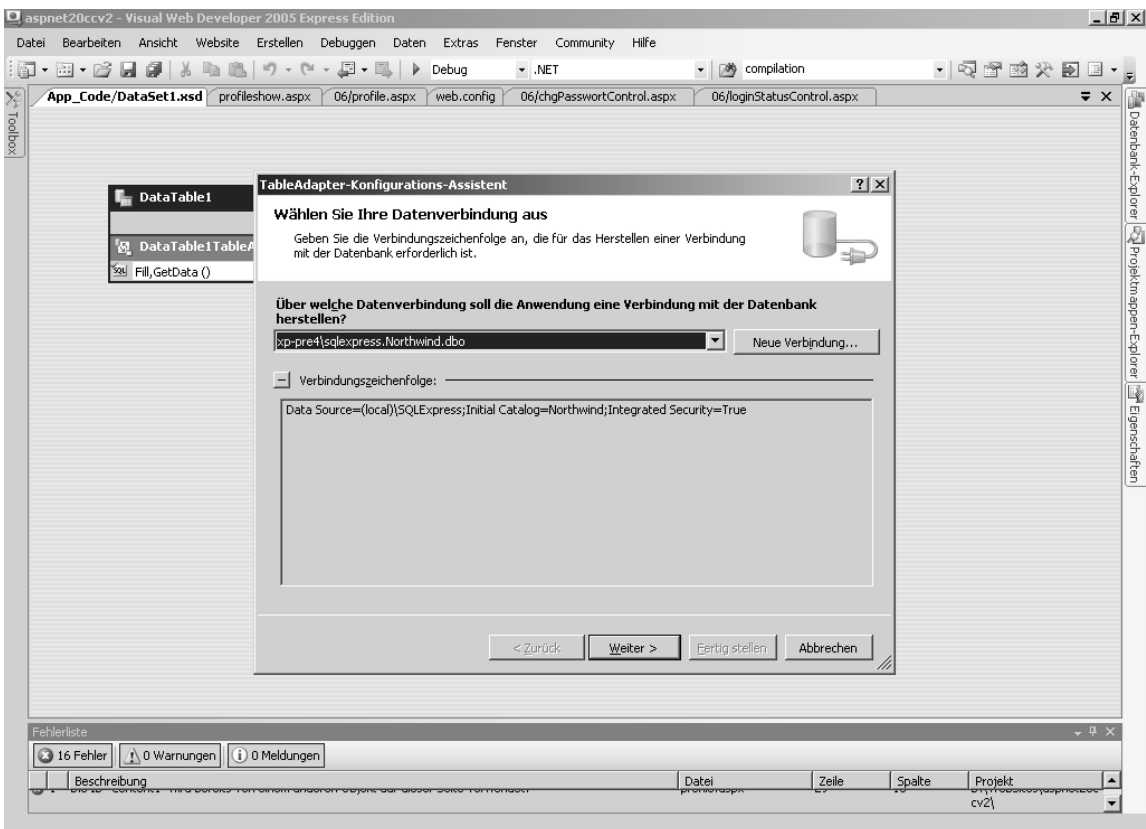 aspnet20ccv2 - Visual Web Developer 2005 Express Edition
Datei Bearbeiten Ansicht Website Erstellen Debuggen Daten Extras Fenster Community Hilfe
Debug .NET compilation
App_Code/DataSet1.xsd profileshow.aspx 06/profile.aspx web.config 06/chgPasswortControl.aspx 06/loginStatusControl.aspx
Toolbox
Datenbank-Explorer
Projektmappen-Explorer
Eigenschaften
DataTable1
DataTable1TableA
SQL Fill,GetData ()
TableAdapter-Konfigurations-Assistent
Wählen Sie Ihre Datenverbindung aus
Geben Sie die Verbindungszeichenfolge an, die für das Herstellen einer Verbindung
mit der Datenbank erforderlich ist.
Über welche Datenverbindung soll die Anwendung eine Verbindung mit der Datenbank
herstellen?
xp-pre4\sqlexpress.Northwind.dbo Neue Verbindung...
Verbindungszeichenfolge:
Data Source=(local)\SQLExpress;Initial Catalog=Northwind;Integrated Security=True
< Zurück Weiter > Fertig stellen Abbrechen
Fehlerliste
16 Fehler 0 Warnungen 0 Meldungen
Beschreibung Datei Zeile Spalte Projekt
cv2\